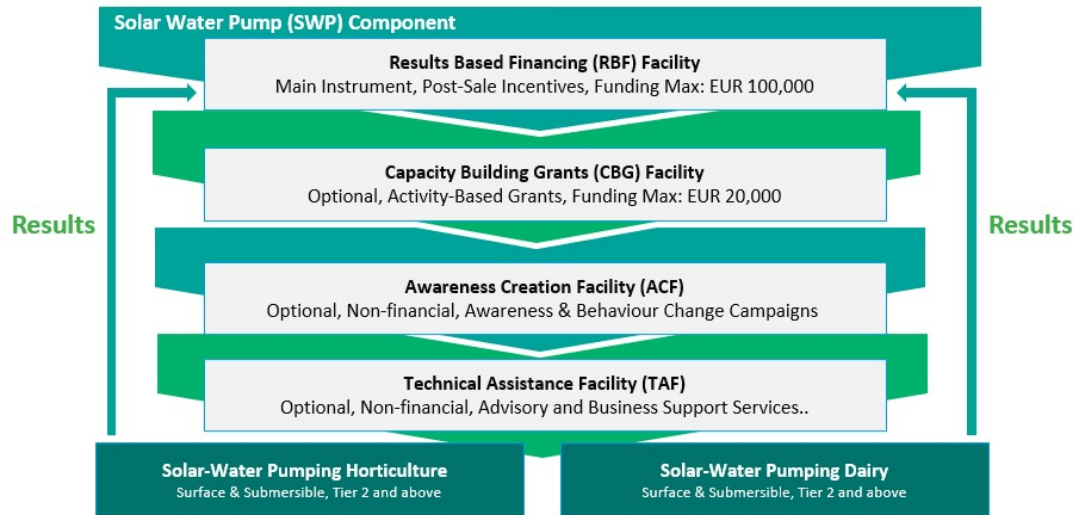 Solar Water Pump (SWP) Component
Results Based Financing (RBF) Facility
Main Instrument, Post-Sale Incentives, Funding Max: EUR 100,000
Capacity Building Grants (CBG) Facility
Optional, Activity-Based Grants, Funding Max: EUR 20,000
Results
Results
Awareness Creation Facility (ACF)
Optional, Non-financial, Awareness & Behaviour Change Campaigns
Technical Assistance Facility (TAF)
Optional, Non-financial, Advisory and Business Support Services..
Solar-Water Pumping Horticulture
Surface & Submersible, Tier 2 and above
Solar-Water Pumping Dairy
Surface & Submersible, Tier 2 and above